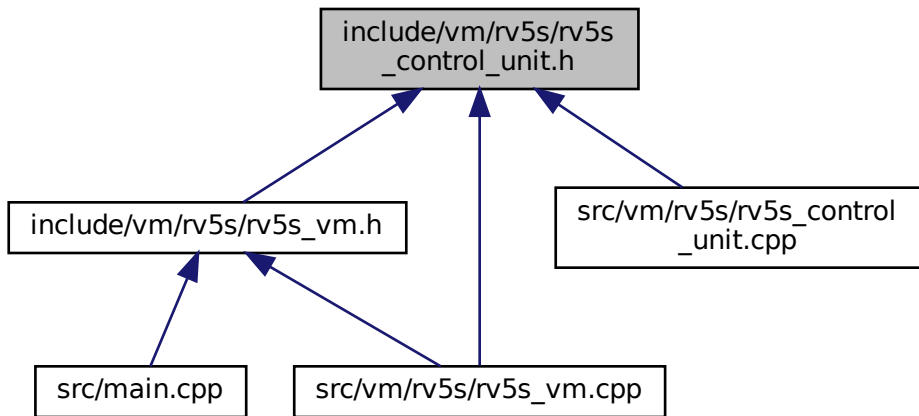 include/vm/rv5s/rv5s
_control_unit.h
include/vm/rv5s/rv5s_vm.h
src/vm/rv5s/rv5s_control
_unit.cpp
src/main.cpp
src/vm/rv5s/rv5s_vm.cpp